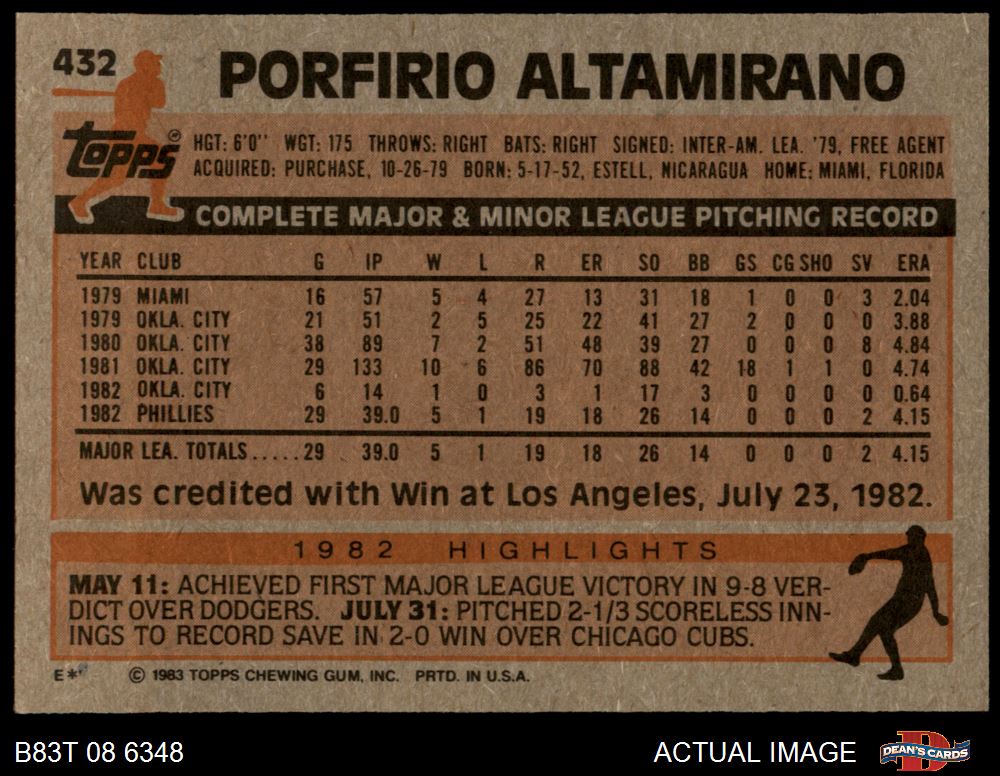 432
PORFIRIO ALTAMIRANO
Topps®
HGT: 6'0" WGT: 175 THROWS: RIGHT BATS: RIGHT SIGNED: INTER-AM. LEA. '79, FREE AGENT
ACQUIRED: PURCHASE, 10-26-79 BORN: 5-17-52, ESTELL, NICARAGUA HOME: MIAMI, FLORIDA
COMPLETE MAJOR & MINOR LEAGUE PITCHING RECORD
YEAR CLUB G IP W L R ER SO BB GS CG SHO SV ERA
1979 MIAMI 16 57 5 4 27 13 31 18 1 0 0 3 2.04
1979 OKLA. CITY 21 51 2 5 25 22 41 27 2 0 0 0 3.88
1980 OKLA. CITY 38 89 7 2 51 48 39 27 0 0 0 8 4.84
1981 OKLA. CITY 29 133 10 6 86 70 88 42 18 1 1 0 4.74
1982 OKLA. CITY 6 14 1 0 3 1 17 3 0 0 0 0 0.64
1982 PHILLIES 29 39.0 5 1 19 18 26 14 0 0 0 2 4.15
MAJOR LEA. TOTALS.....29 39.0 5 1 19 18 26 14 0 0 0 2 4.15
Was credited with Win at Los Angeles, July 23, 1982.
1982 HIGHLIGHTS
MAY 11: ACHIEVED FIRST MAJOR LEAGUE VICTORY IN 9-8 VER-
DICT OVER DODGERS. JULY 31: PITCHED 2-1/3 SCORELESS INN-
INGS TO RECORD SAVE IN 2-0 WIN OVER CHICAGO CUBS.
E* © 1983 TOPPS CHEWING GUM, INC. PRTD. IN U.S.A.
B83T 08 6348 ACTUAL IMAGE D DEAN'S CARDS